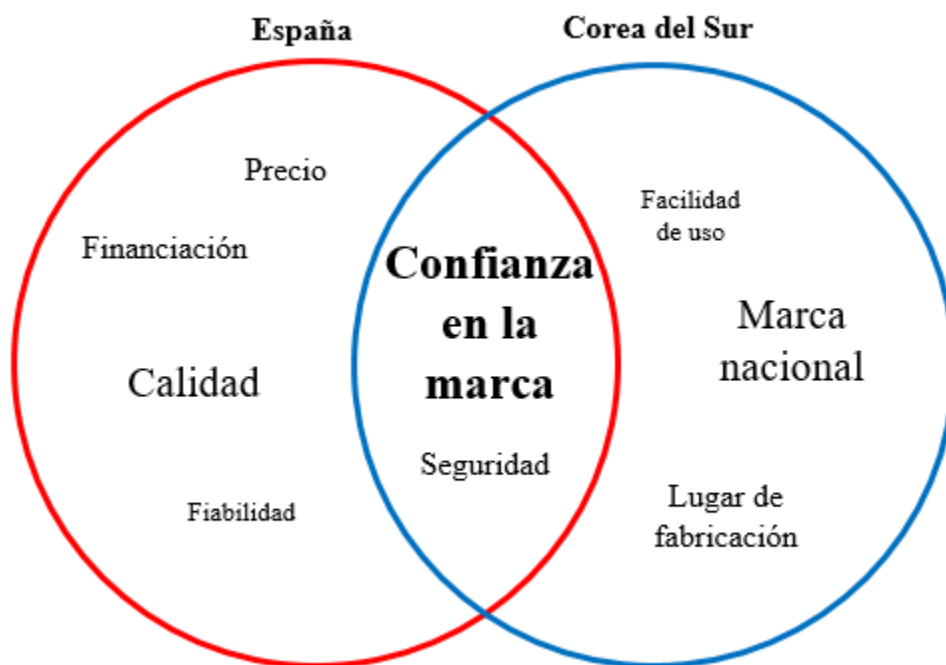 España
Corea del Sur
Precio
Financiación
Calidad
Fiabilidad
Confianza
en la
marca
Seguridad
Facilidad
de uso
Marca
nacional
Lugar de
fabricación